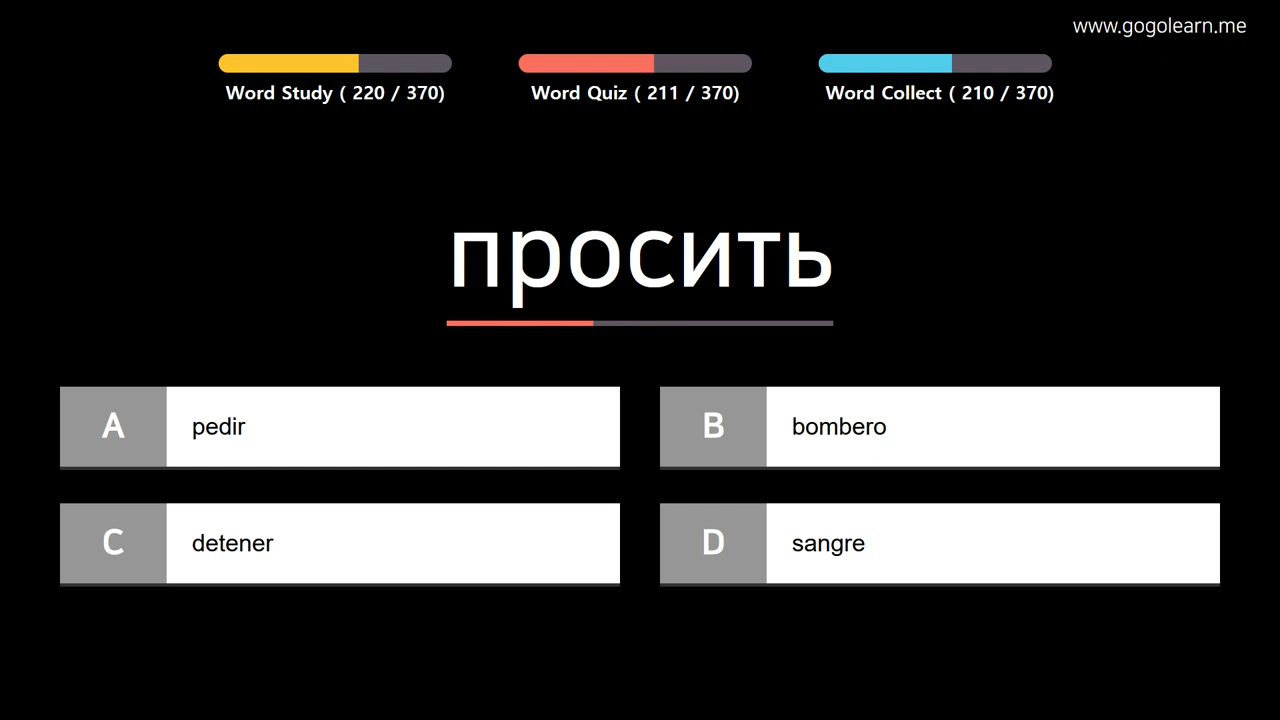 www.gogolearn.me
Word Study ( 220 / 370)
Word Quiz ( 211 / 370)
Word Collect ( 210 / 370)
просить
A pedir
B bombero
C detener
D sangre